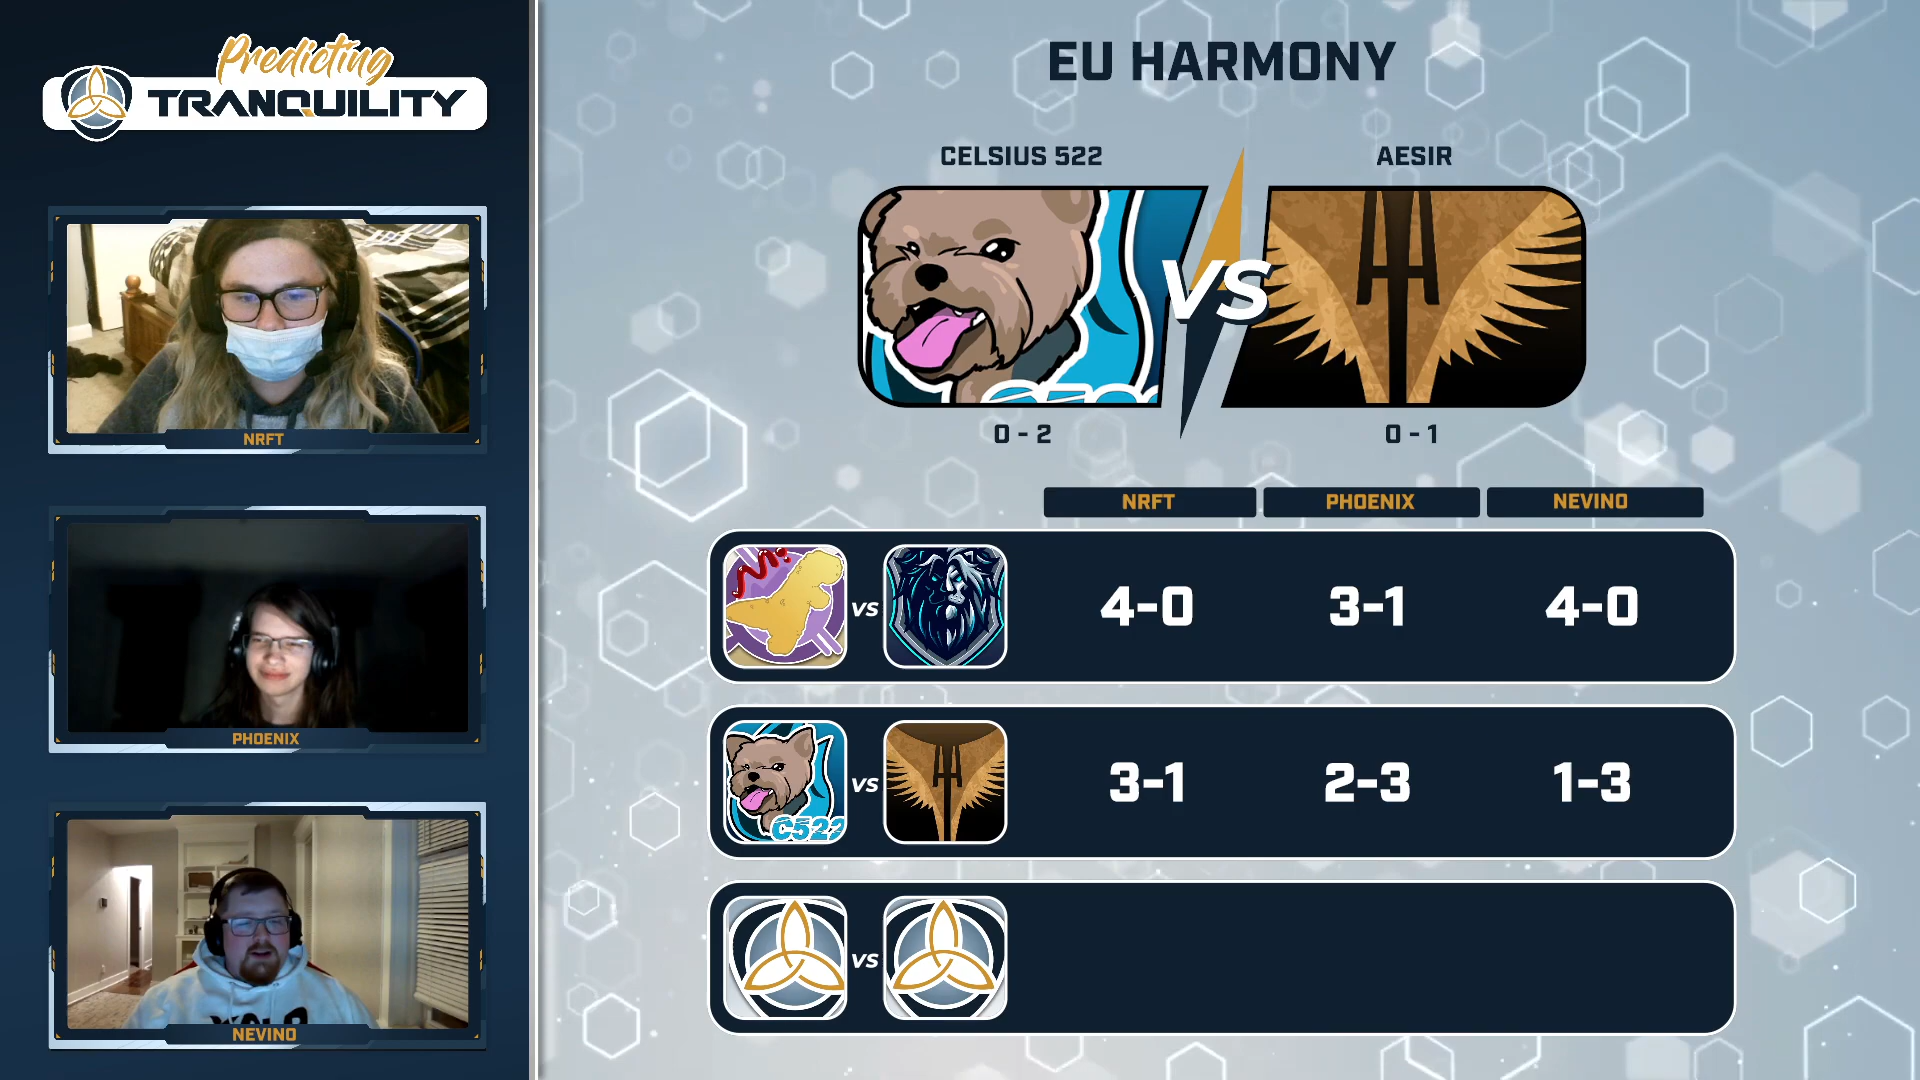 Predicting
TRANQUILITY
NRFT
PHOENIX
NEVINO
EU HARMONY
CELSIUS 522
AESIR
VS
0 - 2
0 - 1
NRFT
PHOENIX
NEVINO
VS
4-0
3-1
4-0
C522
VS
3-1
2-3
1-3
VS